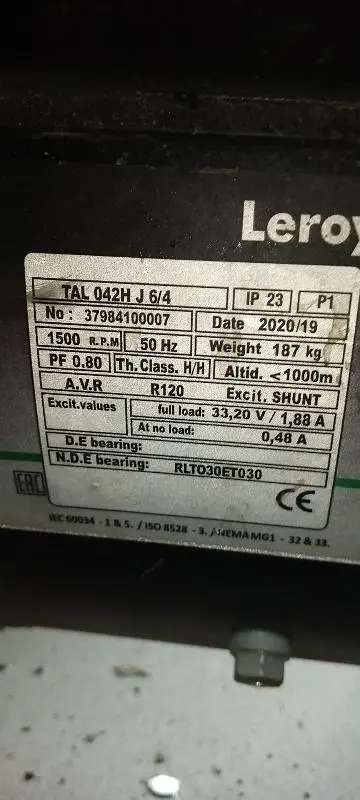 Leroy
TAL 042H J 6/4 IP 23 P1
No : 37984100007 Date 2020/19
1500 R.P.M 50 Hz Weight 187 kg
PF 0.80 Th. Class. H/H Altid. <1000m
A.V.R R120 Excit. SHUNT
Excit.values full load: 33,20 V / 1,88 A
At no load: 0,48 A
D.E bearing:
N.D.E bearing: RLTO30ET030
EAC CE
IEC 60034 - 1 & 5. / ISO 8528 - 3. / NEMA MG1 - 32 & 33.